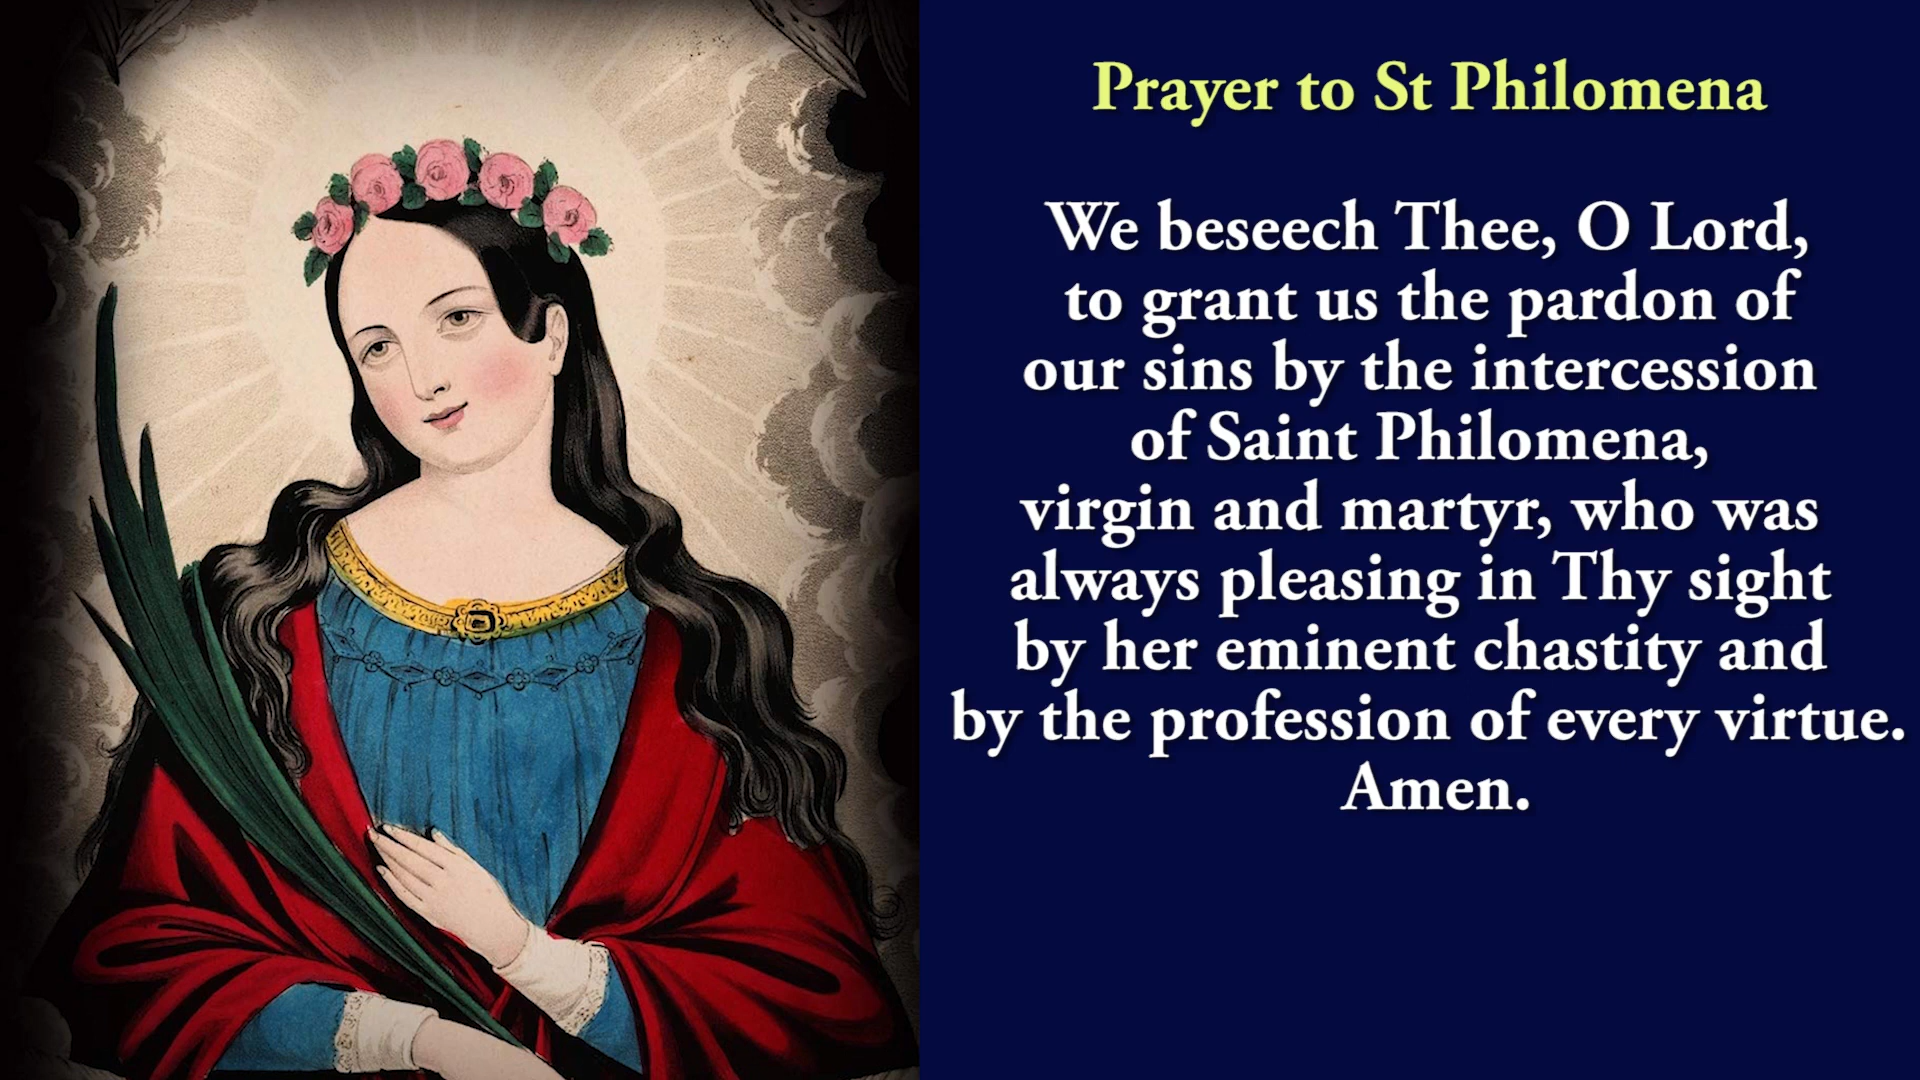 Prayer to St Philomena
We beseech Thee, O Lord,
to grant us the pardon of
our sins by the intercession
of Saint Philomena,
virgin and martyr, who was
always pleasing in Thy sight
by her eminent chastity and
by the profession of every virtue.
Amen.